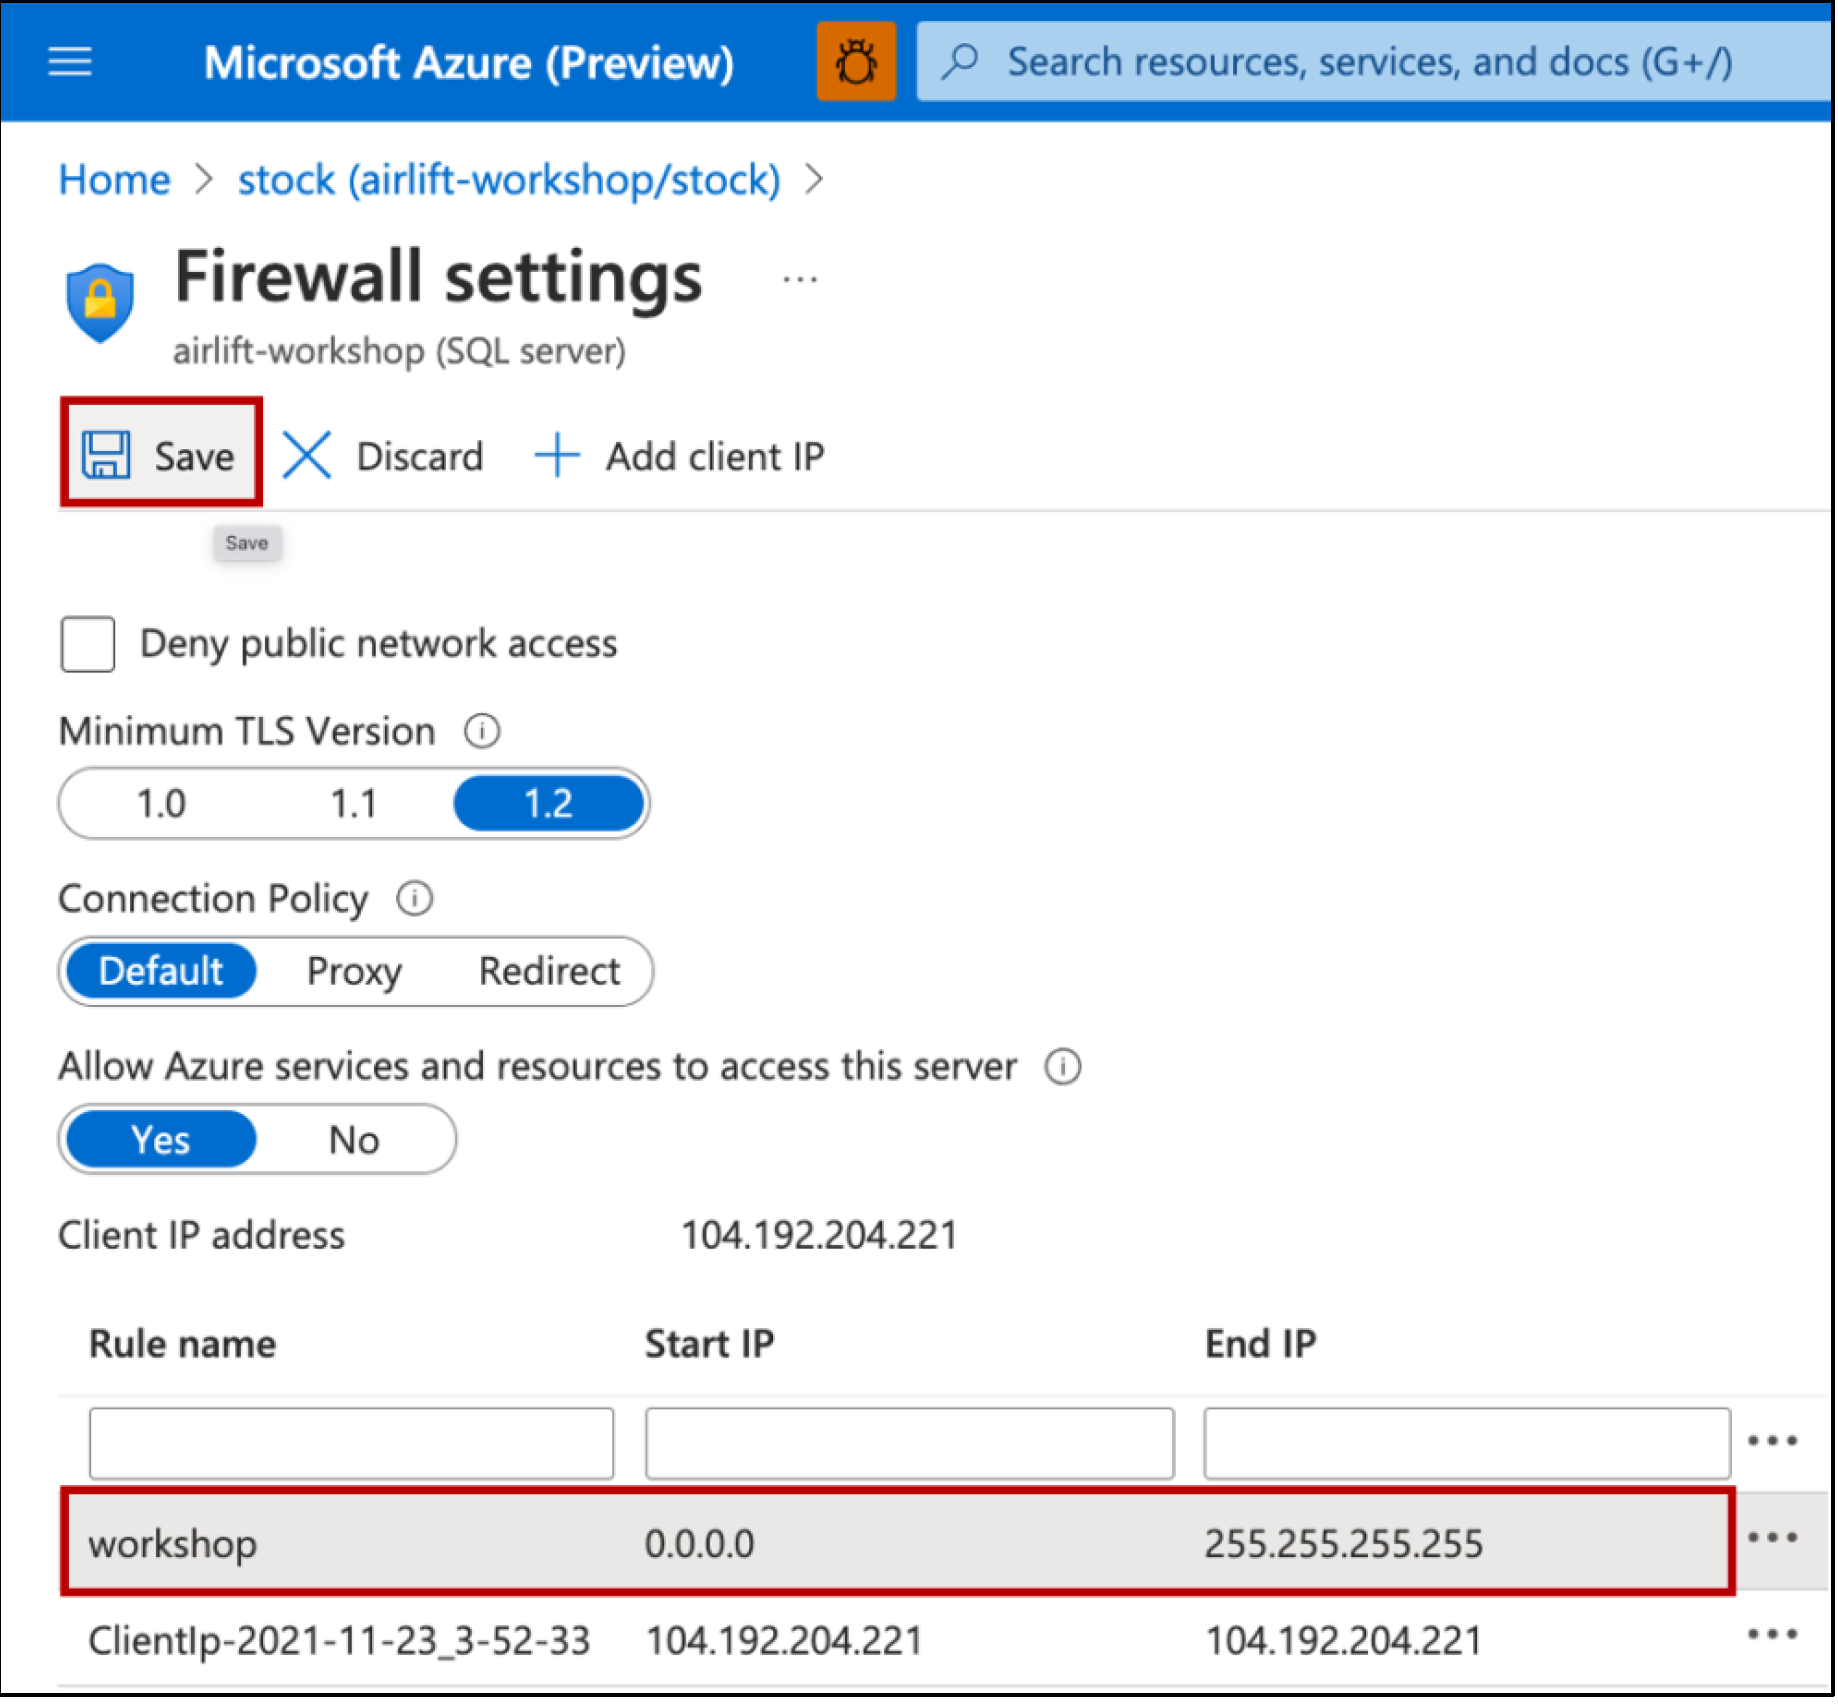 Microsoft Azure (Preview) Search resources, services, and docs (G+/)
Home > stock (airlift-workshop/stock) >
Firewall settings ...
airlift-workshop (SQL server)
Save Discard Add client IP
Save
Deny public network access
Minimum TLS Version
1.0 1.1 1.2
Connection Policy
Default Proxy Redirect
Allow Azure services and resources to access this server
Yes No
Client IP address 104.192.204.221
Rule name Start IP End IP
workshop 0.0.0.0 255.255.255.255
ClientIp-2021-11-23_3-52-33 104.192.204.221 104.192.204.221